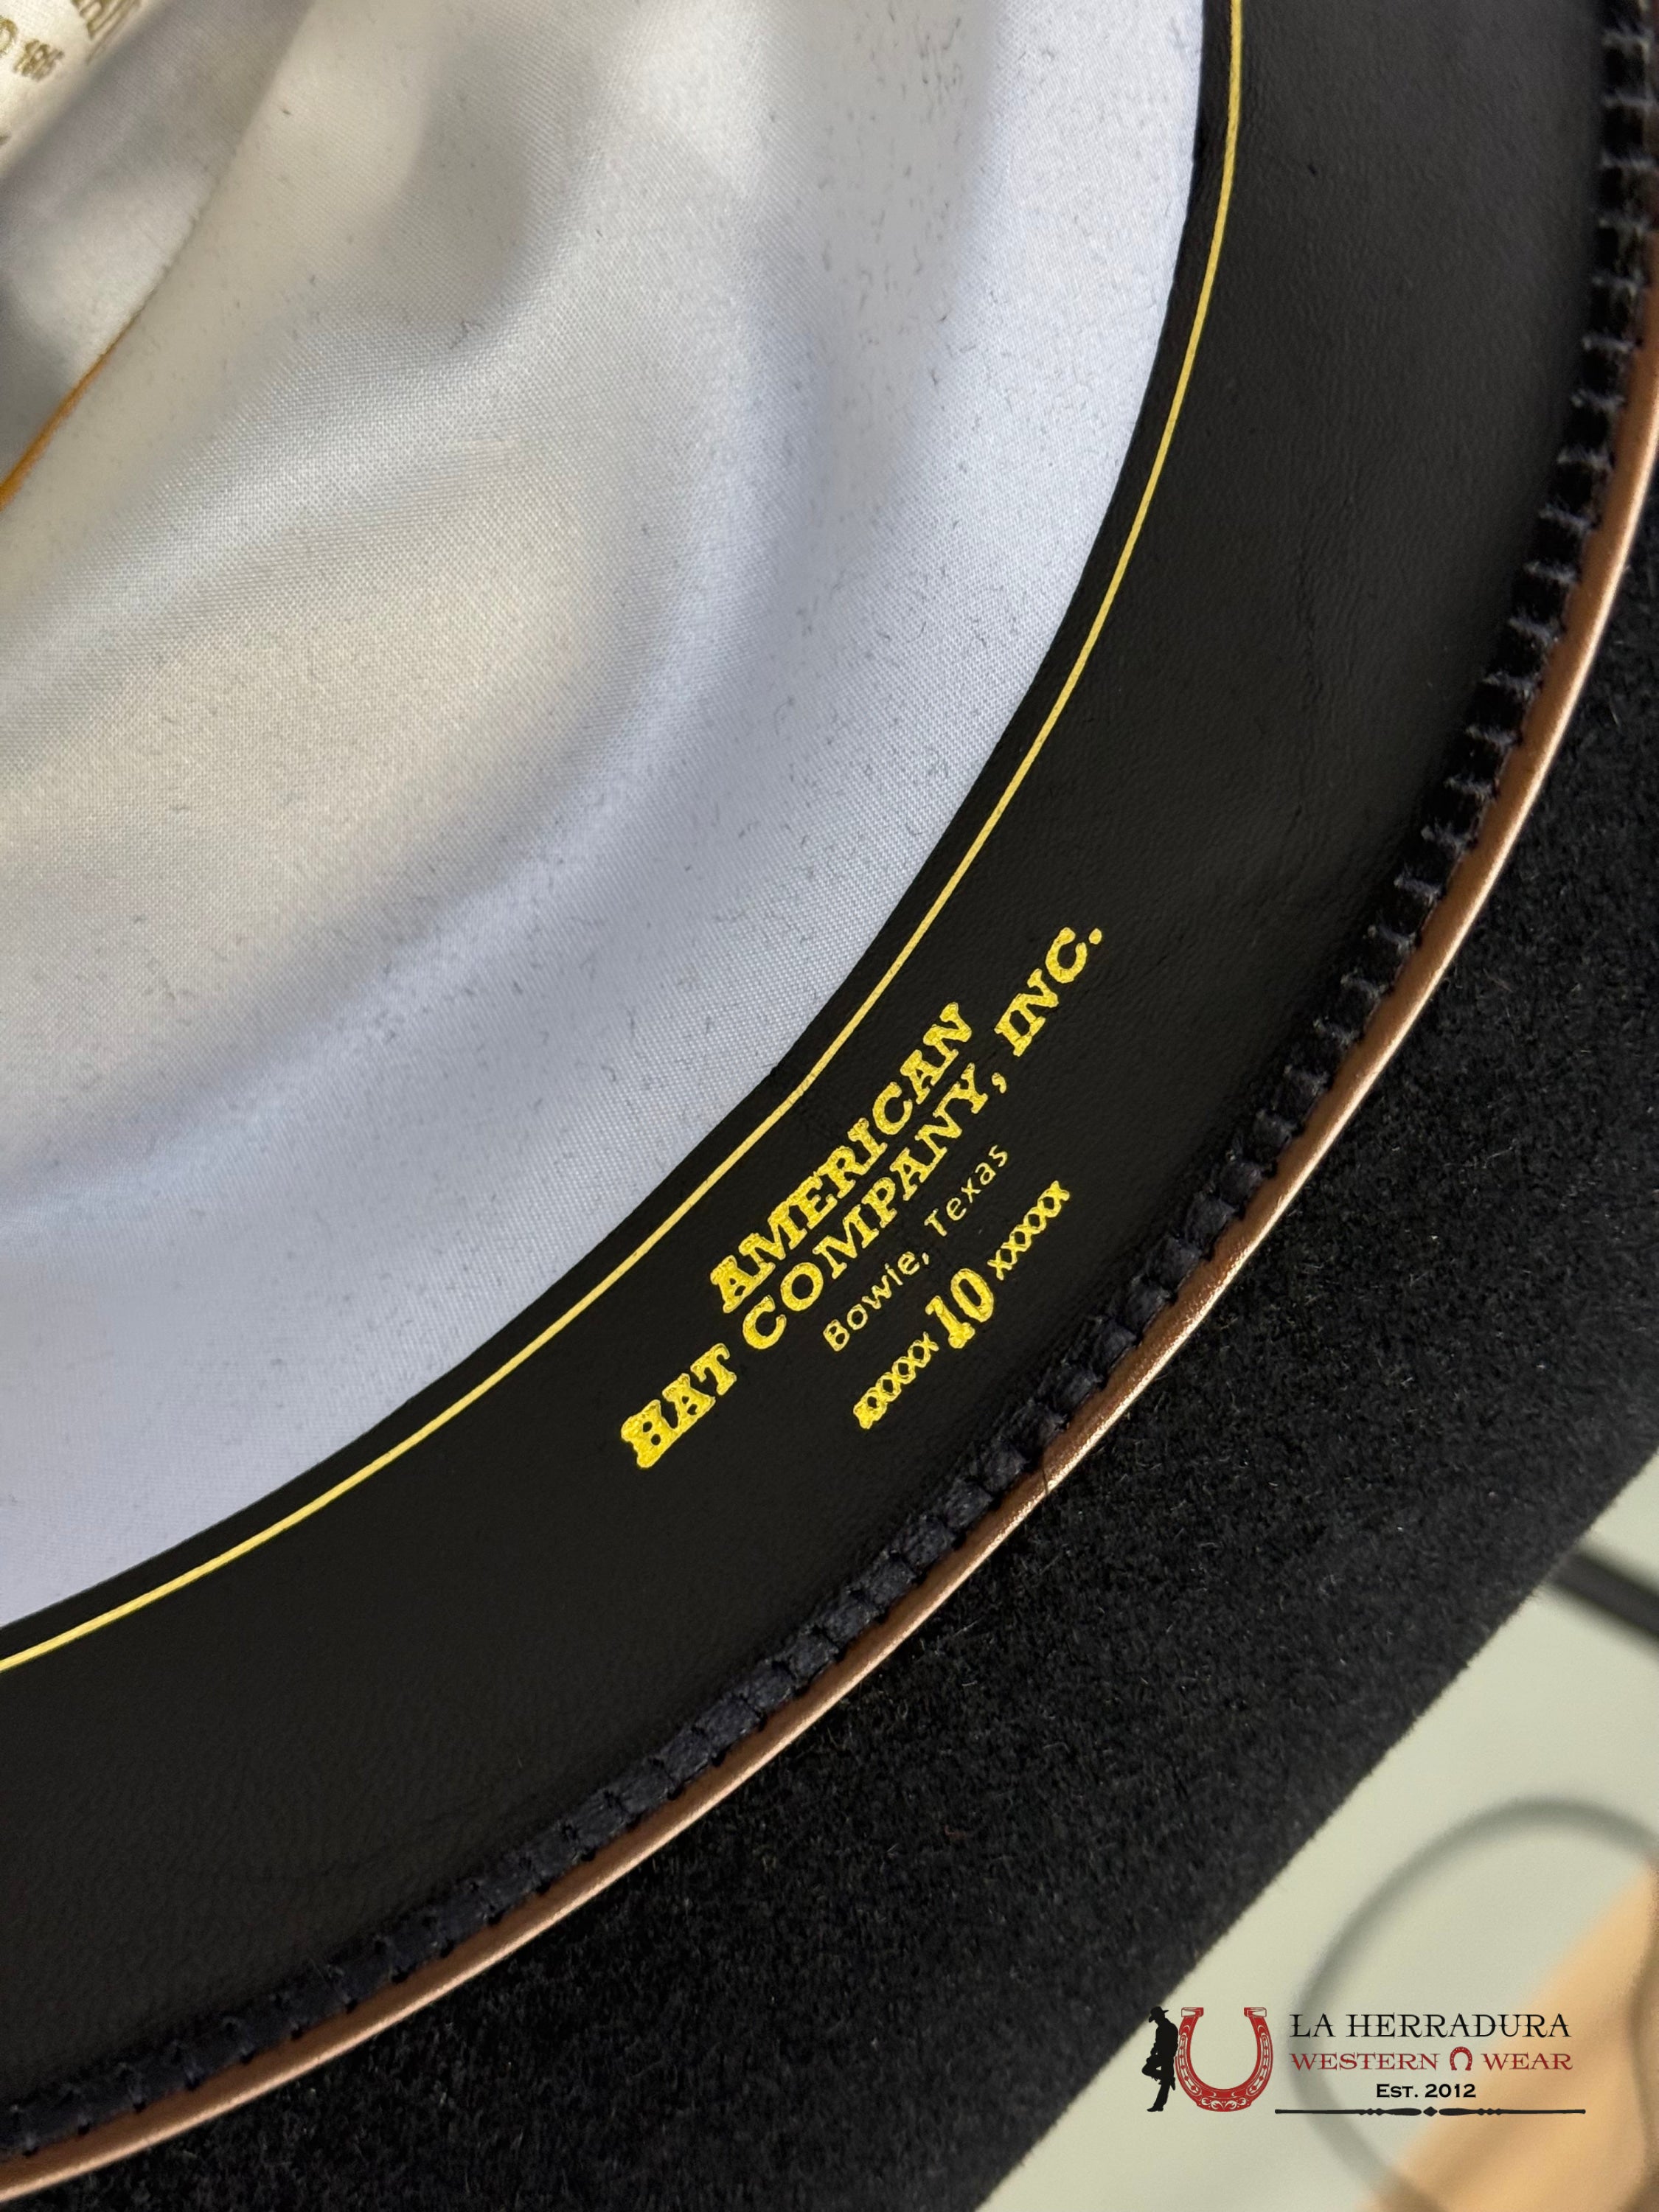 AMERICAN
HAT COMPANY, INC.
Bowie, Texas
xxxxx 10 xxxxx
LA HERRADURA
WESTERN WEAR
EST. 2012